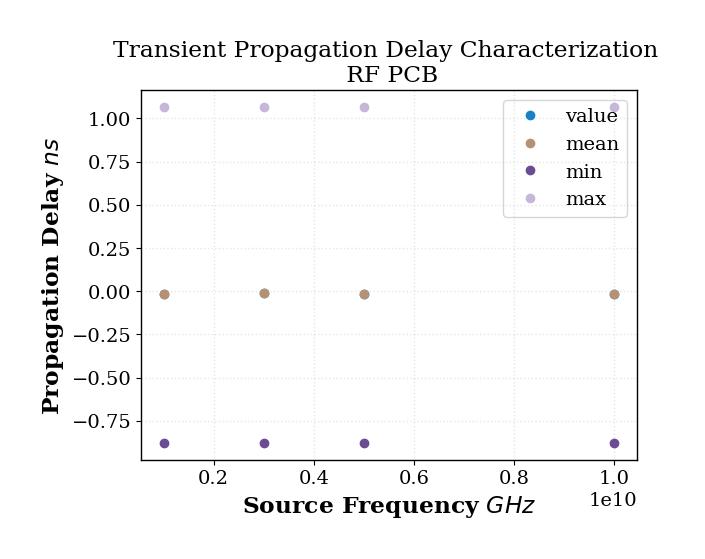 Transient Propagation Delay Characterization
RF PCB
Propagation Delay ns
1.00
0.75
0.50
0.25
0.00
−0.25
−0.50
−0.75
value
mean
min
max
0.2 0.4 0.6 0.8 1.0
1e10
Source Frequency GHz